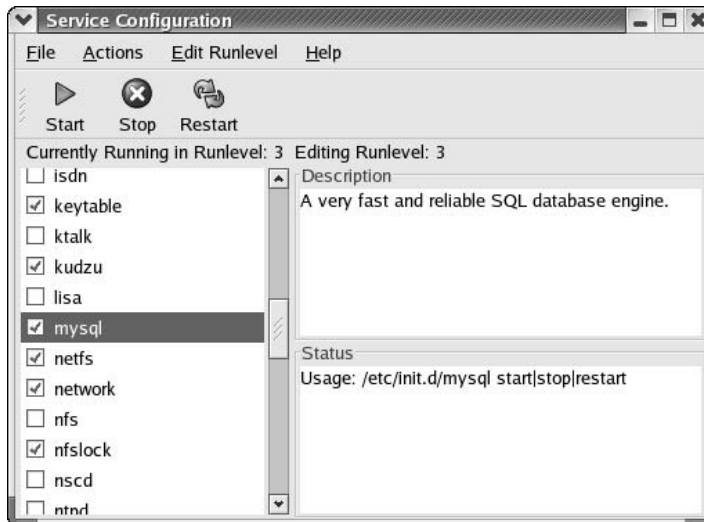 Service Configuration
File Actions Edit Runlevel Help
Start Stop Restart
Currently Running in Runlevel: 3 Editing Runlevel: 3
isdn
keytable
ktalk
kudzu
lisa
mysql
netfs
network
nfs
nfslock
nscd
ntpd
Description
A very fast and reliable SQL database engine.
Status
Usage: /etc/init.d/mysql start|stop|restart